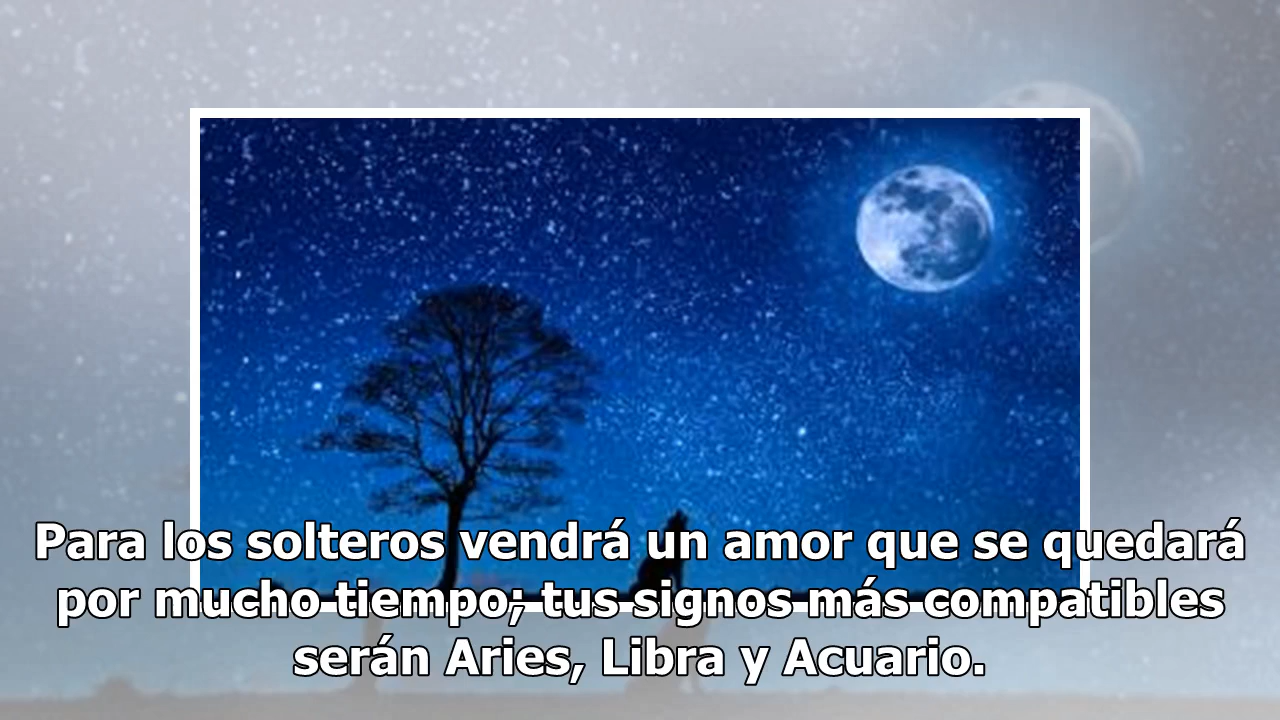 Para los solteros vendrá un amor que se quedará
por mucho tiempo; tus signos más compatibles
serán Aries, Libra y Acuario.